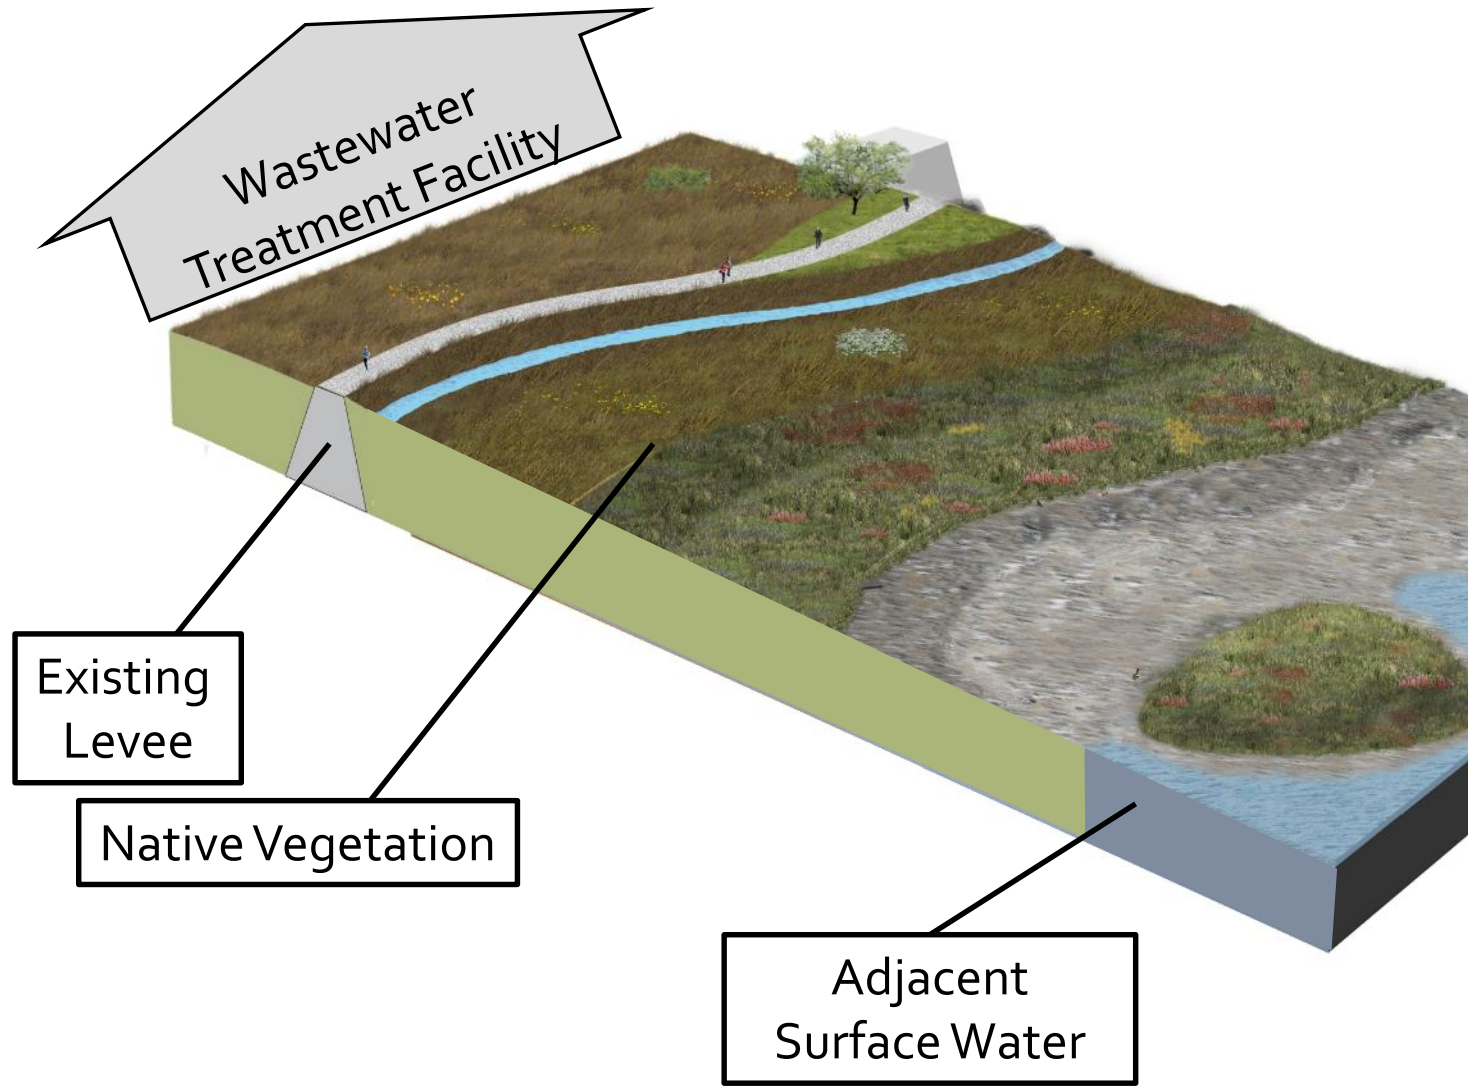 Wastewater
Treatment Facility
Existing
Levee
Native Vegetation
Adjacent
Surface Water